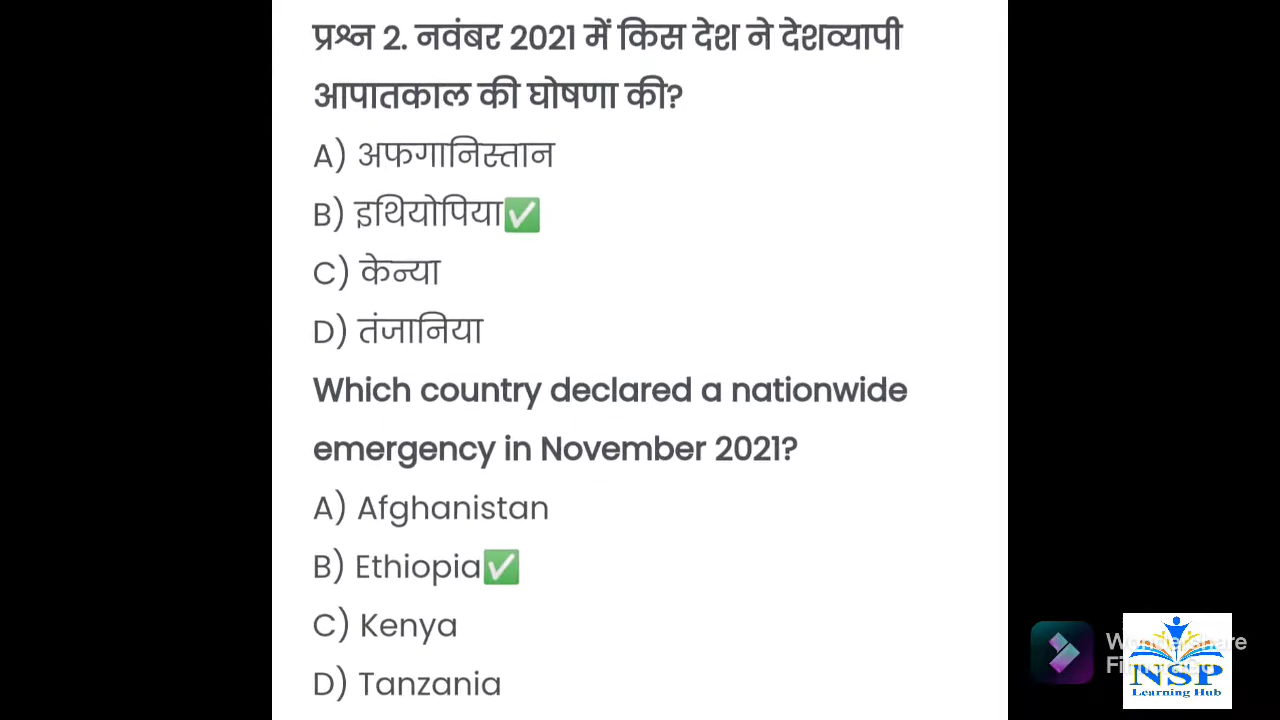 प्रश्न 2. नवंबर 2021 में किस देश ने देशव्यापी
आपातकाल की घोषणा की?
A) अफगानिस्तान
B) इथियोपिया✅
C) केन्या
D) तंजानिया
Which country declared a nationwide
emergency in November 2021?
A) Afghanistan
B) Ethiopia✅
C) Kenya
D) Tanzania
NSP
Learning Hub